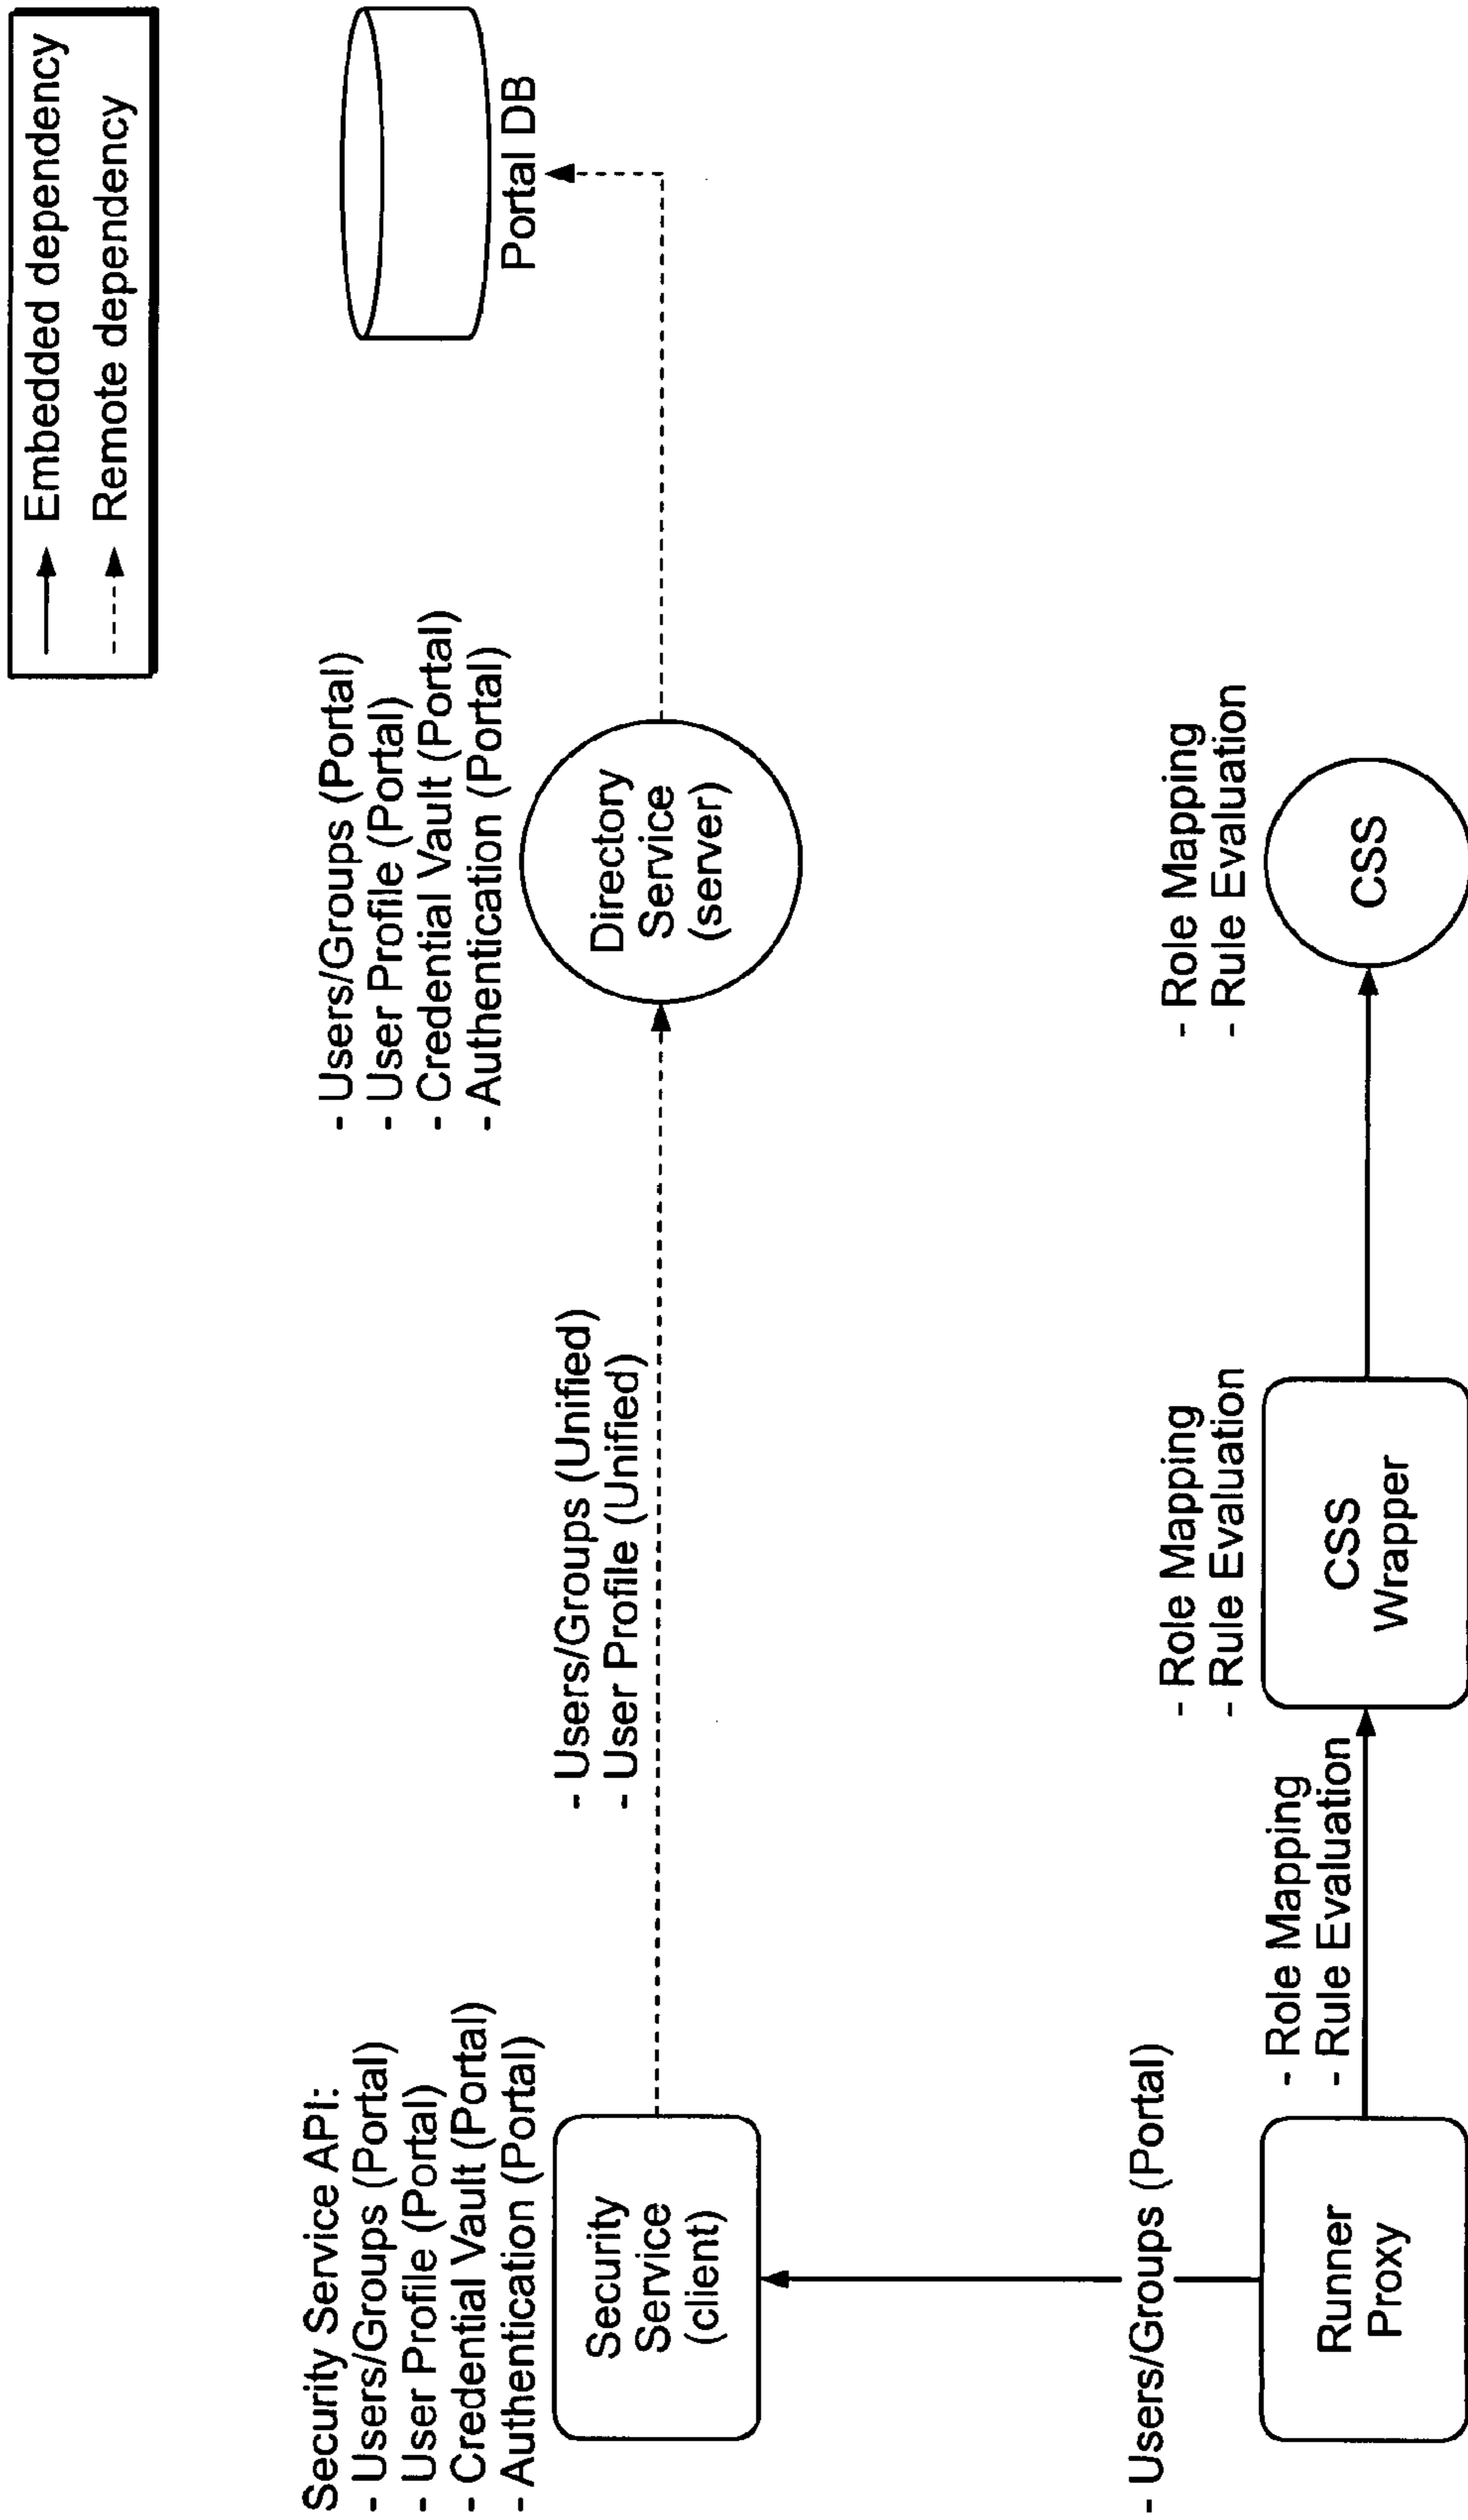 Embedded dependency
Remote dependency
Security Service API:
- Users/Groups (Portal)
- User Profile (Portal)
- Credential Vault (Portal)
- Authentication (Portal)
Security
Service
(client)
- Users/Groups (Unified)
- User Profile (Unified)
- Users/Groups (Portal)
- User Profile (Portal)
- Credential Vault (Portal)
- Authentication (Portal)
Directory
Service
(server)
Portal DB
- Users/Groups (Portal)
Runner
Proxy
- Role Mapping
- Rule Evaluation
- Role Mapping
- Rule Evaluation
CSS
Wrapper
- Role Mapping
- Rule Evaluation
CSS